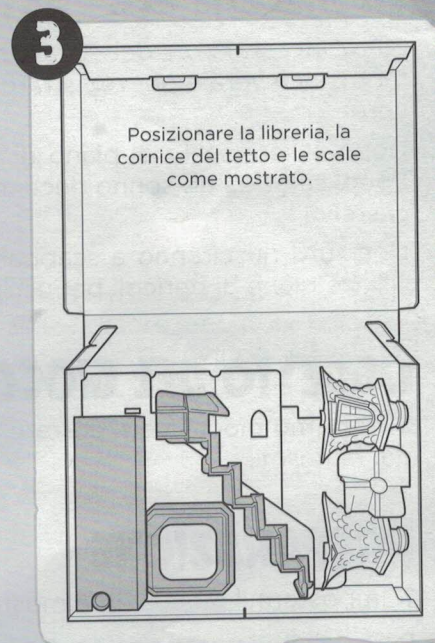 3
Posizionare la libreria, la
cornice del tetto e le scale
come mostrato.